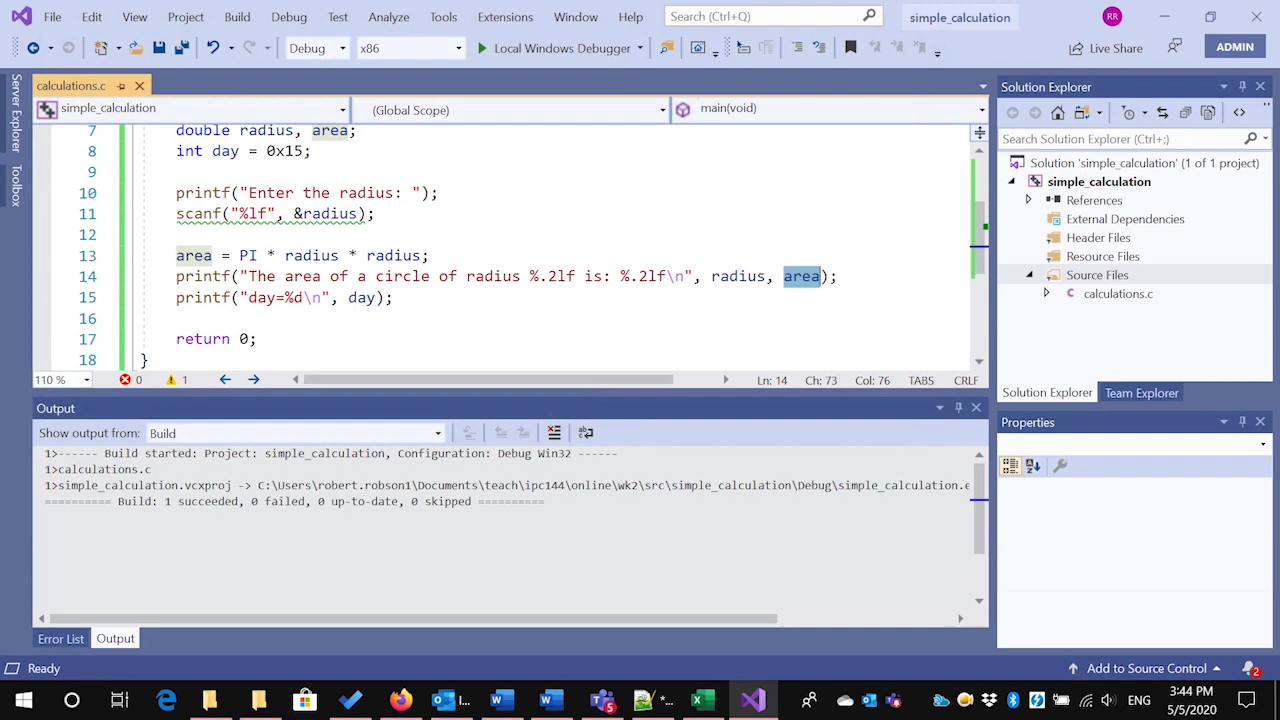 File Edit View Project Build Debug Test Analyze Tools Extensions Window Help Search (Ctrl+Q) simple_calculation RR
Debug x86 Local Windows Debugger Live Share ADMIN
Server Explorer
Toolbox
calculations.c
simple_calculation (Global Scope) main(void)
7 double radius, area;
8 int day = 0x15;
9
10 printf("Enter the radius: ");
11 scanf("%lf", &radius);
12
13 area = PI * radius * radius;
14 printf("The area of a circle of radius %.2lf is: %.2lf\n", radius, area);
15 printf("day=%d\n", day);
16
17 return 0;
18 }
110 % 0 1 Ln: 14 Ch: 73 Col: 76 TABS CRLF
Output
Show output from: Build
1>------ Build started: Project: simple_calculation, Configuration: Debug Win32 ------
1>calculations.c
1>simple_calculation.vcxproj -> C:\Users\robert.robson1\Documents\teach\ipc144\online\wk2\src\simple_calculation\Debug\simple_calculation.e
========== Build: 1 succeeded, 0 failed, 0 up-to-date, 0 skipped ==========
Error List Output
Solution Explorer
Search Solution Explorer (Ctrl+;)
Solution 'simple_calculation' (1 of 1 project)
simple_calculation
References
External Dependencies
Header Files
Resource Files
Source Files
calculations.c
Solution Explorer Team Explorer
Properties
Ready Add to Source Control 2
I... 5 ENG 3:44 PM
5/5/2020